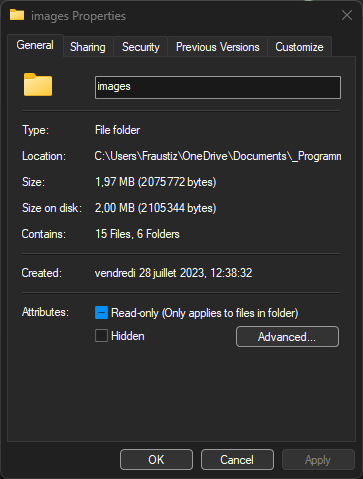 images Properties
General Sharing Security Previous Versions Customize
images
Type: File folder
Location: C:\Users\Fraustiz\OneDrive\Documents\_Programm
Size: 1,97 MB (2075772 bytes)
Size on disk: 2,00 MB (2105344 bytes)
Contains: 15 Files, 6 Folders
Created: vendredi 28 juillet 2023, 12:38:32
Attributes: Read-only (Only applies to files in folder)
Hidden Advanced...
OK Cancel Apply